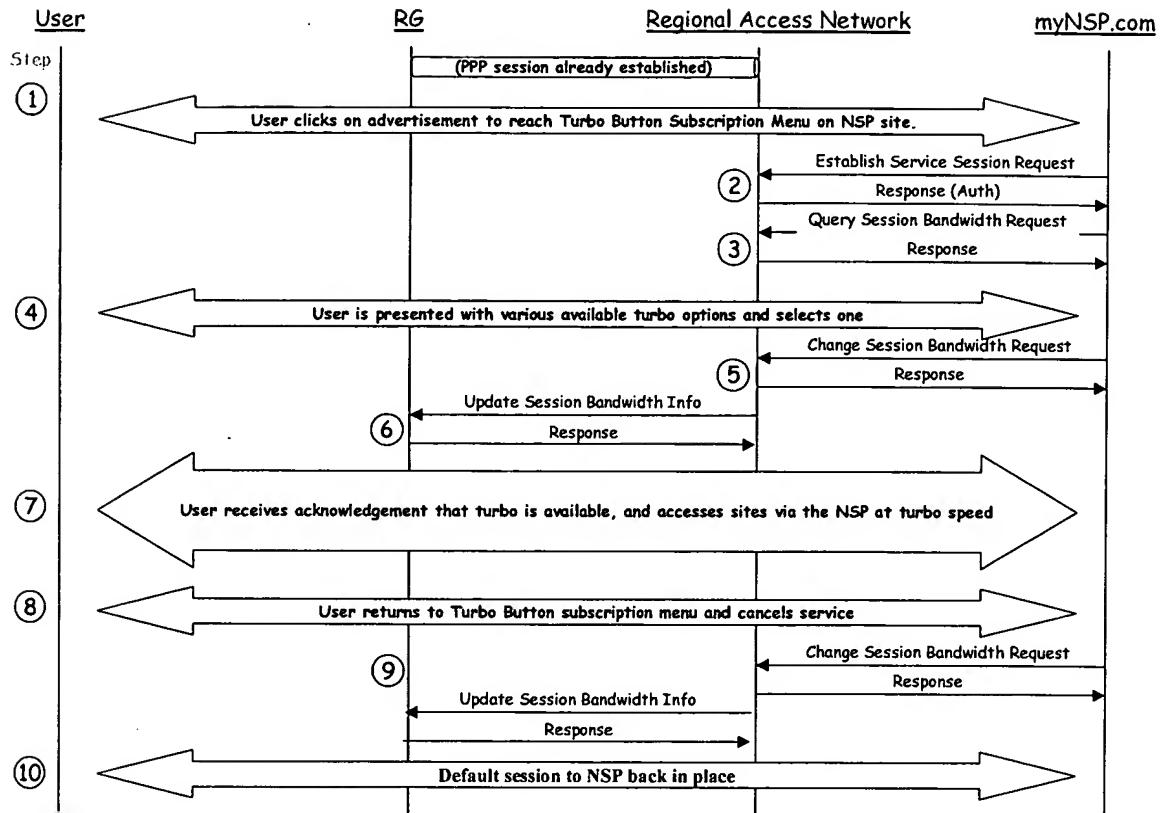 User RG Regional Access Network myNSP.com
Step
(PPP session already established)
1
User clicks on advertisement to reach Turbo Button Subscription Menu on NSP site.
Establish Service Session Request
2
Response (Auth)
Query Session Bandwidth Request
3
Response
4
User is presented with various available turbo options and selects one
Change Session Bandwidth Request
5
Response
Update Session Bandwidth Info
6
Response
7
User receives acknowledgement that turbo is available, and accesses sites via the NSP at turbo speed
8
User returns to Turbo Button subscription menu and cancels service
Change Session Bandwidth Request
9
Response
Update Session Bandwidth Info
Response
10
Default session to NSP back in place